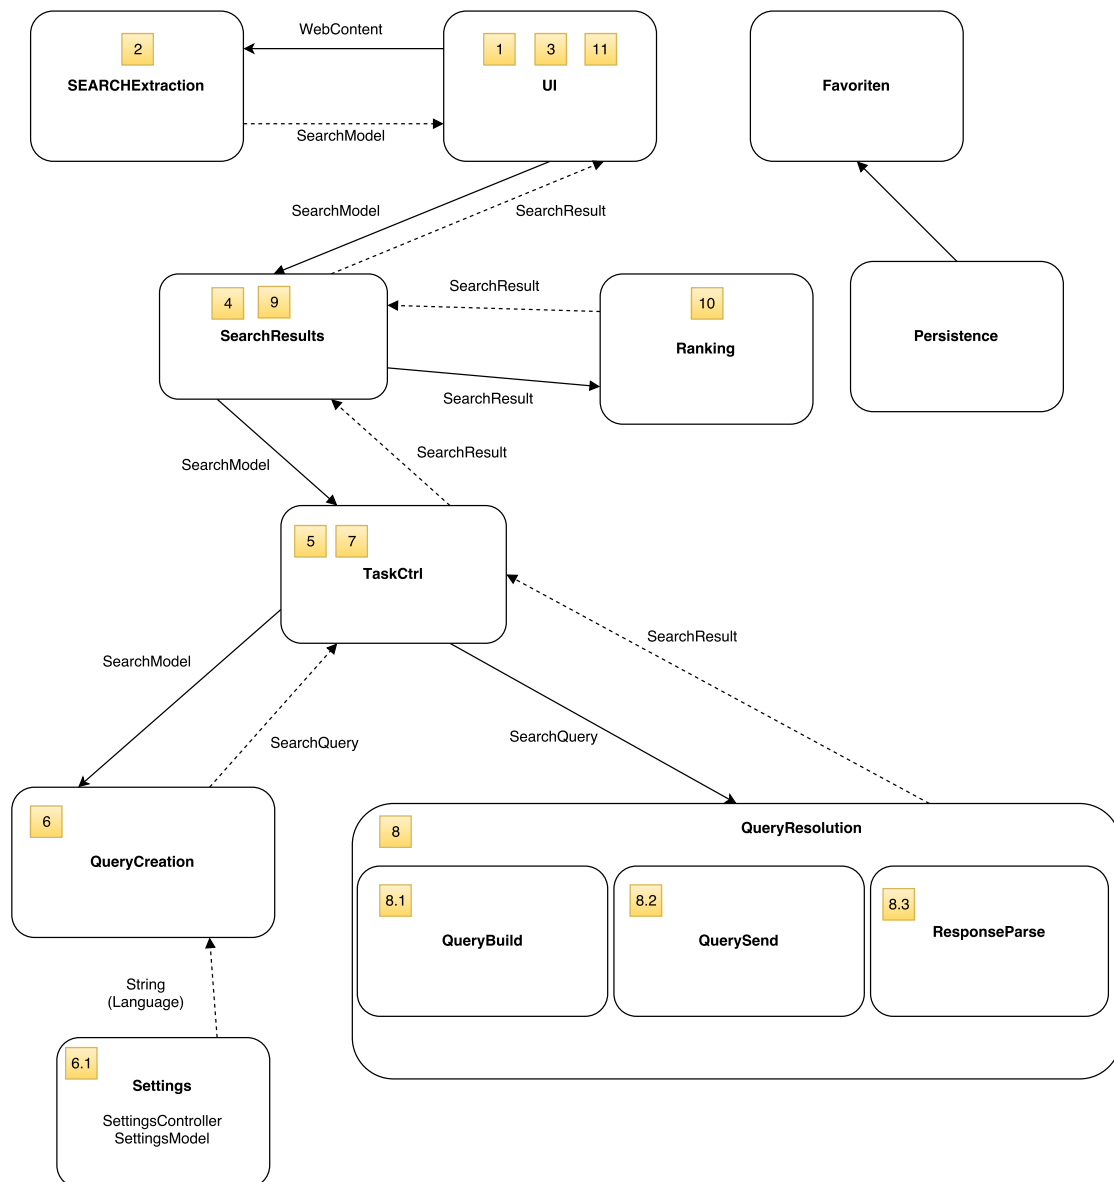 WebContent
2
SEARCHExtraction
1
3
11
UI
Favoriten
SearchModel
SearchModel
SearchResult
4
9
SearchResults
SearchResult
10
Ranking
Persistence
SearchResult
SearchModel
SearchResult
5
7
TaskCtrl
SearchModel
SearchResult
SearchQuery
SearchQuery
6
QueryCreation
8
QueryResolution
8.1
QueryBuild
8.2
QuerySend
8.3
ResponseParse
String
(Language)
6.1
Settings
SettingsController
SettingsModel